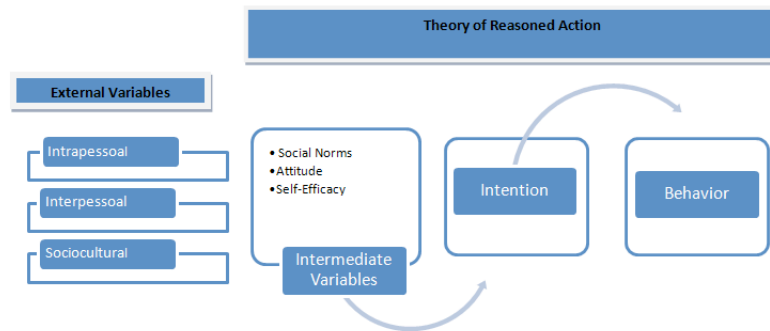 Theory of Reasoned Action
External Variables
Intrapessoal
Interpessoal
Sociocultural
• Social Norms
• Attitude
• Self-Efficacy
Intermediate
Variables
Intention
Behavior